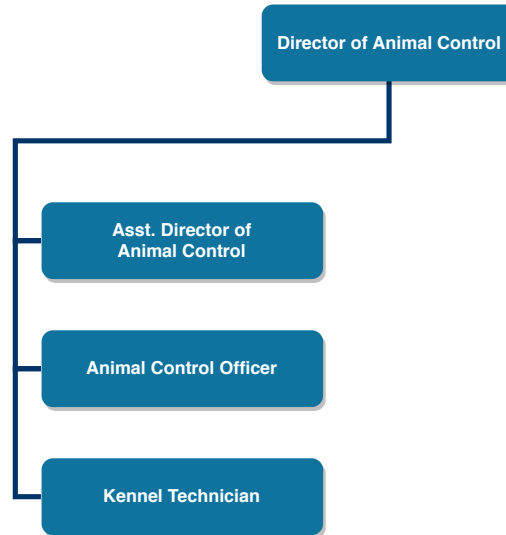 Director of Animal Control
Asst. Director of
Animal Control
Animal Control Officer
Kennel Technician